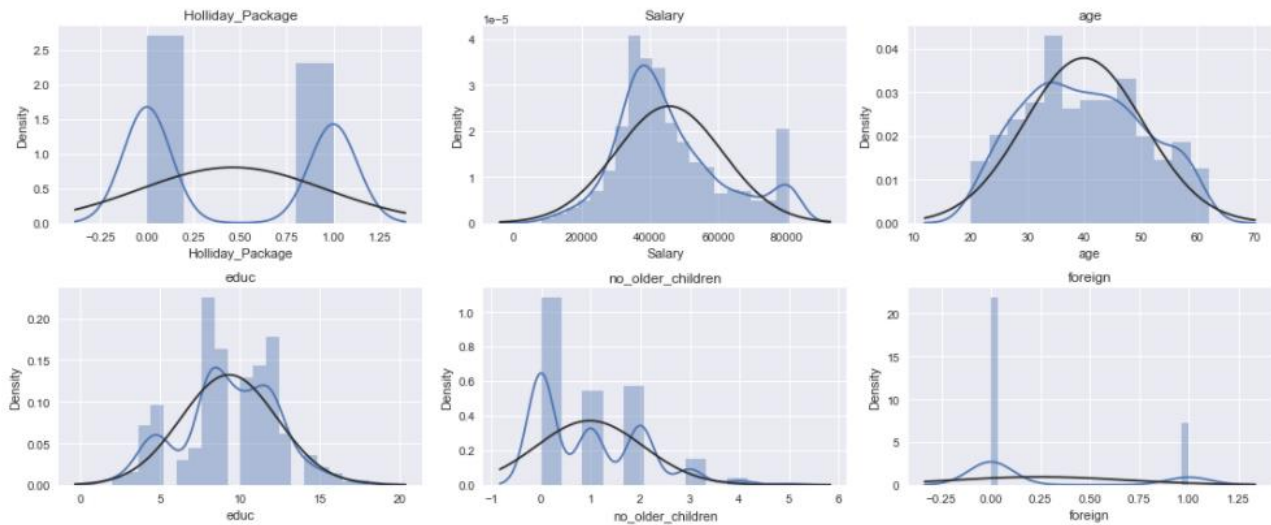 Holliday_Package
2.5
2.0
1.5
1.0
0.5
0.0
Density
-0.25 0.00 0.25 0.50 0.75 1.00 1.25
Holliday_Package
Salary
1e-5
4
3
2
1
0
Density
0 20000 40000 60000 80000
Salary
age
0.04
0.03
0.02
0.01
0.00
Density
10 20 30 40 50 60 70
age
educ
0.20
0.15
0.10
0.05
0.00
Density
0 5 10 15 20
educ
no_older_children
1.0
0.8
0.6
0.4
0.2
0.0
Density
-1 0 1 2 3 4 5 6
no_older_children
foreign
20
15
10
5
0
Density
-0.25 0.00 0.25 0.50 0.75 1.00 1.25
foreign